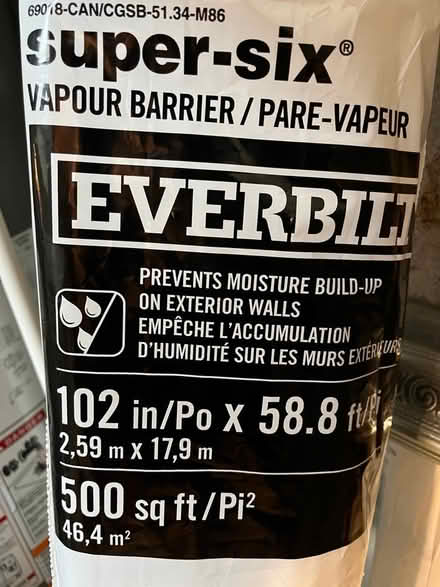 69018-CAN/CGSB-51.34-M86
super-six®
VAPOUR BARRIER / PARE-VAPEUR
EVERBILT
PREVENTS MOISTURE BUILD-UP
ON EXTERIOR WALLS
EMPÊCHE L'ACCUMULATION
D'HUMIDITÉ SUR LES MURS EXTÉRIEURS
102 in/Po x 58.8 ft/Pi
2,59 m x 17,9 m
500 sq ft/Pi²
46,4 m²
DANGER